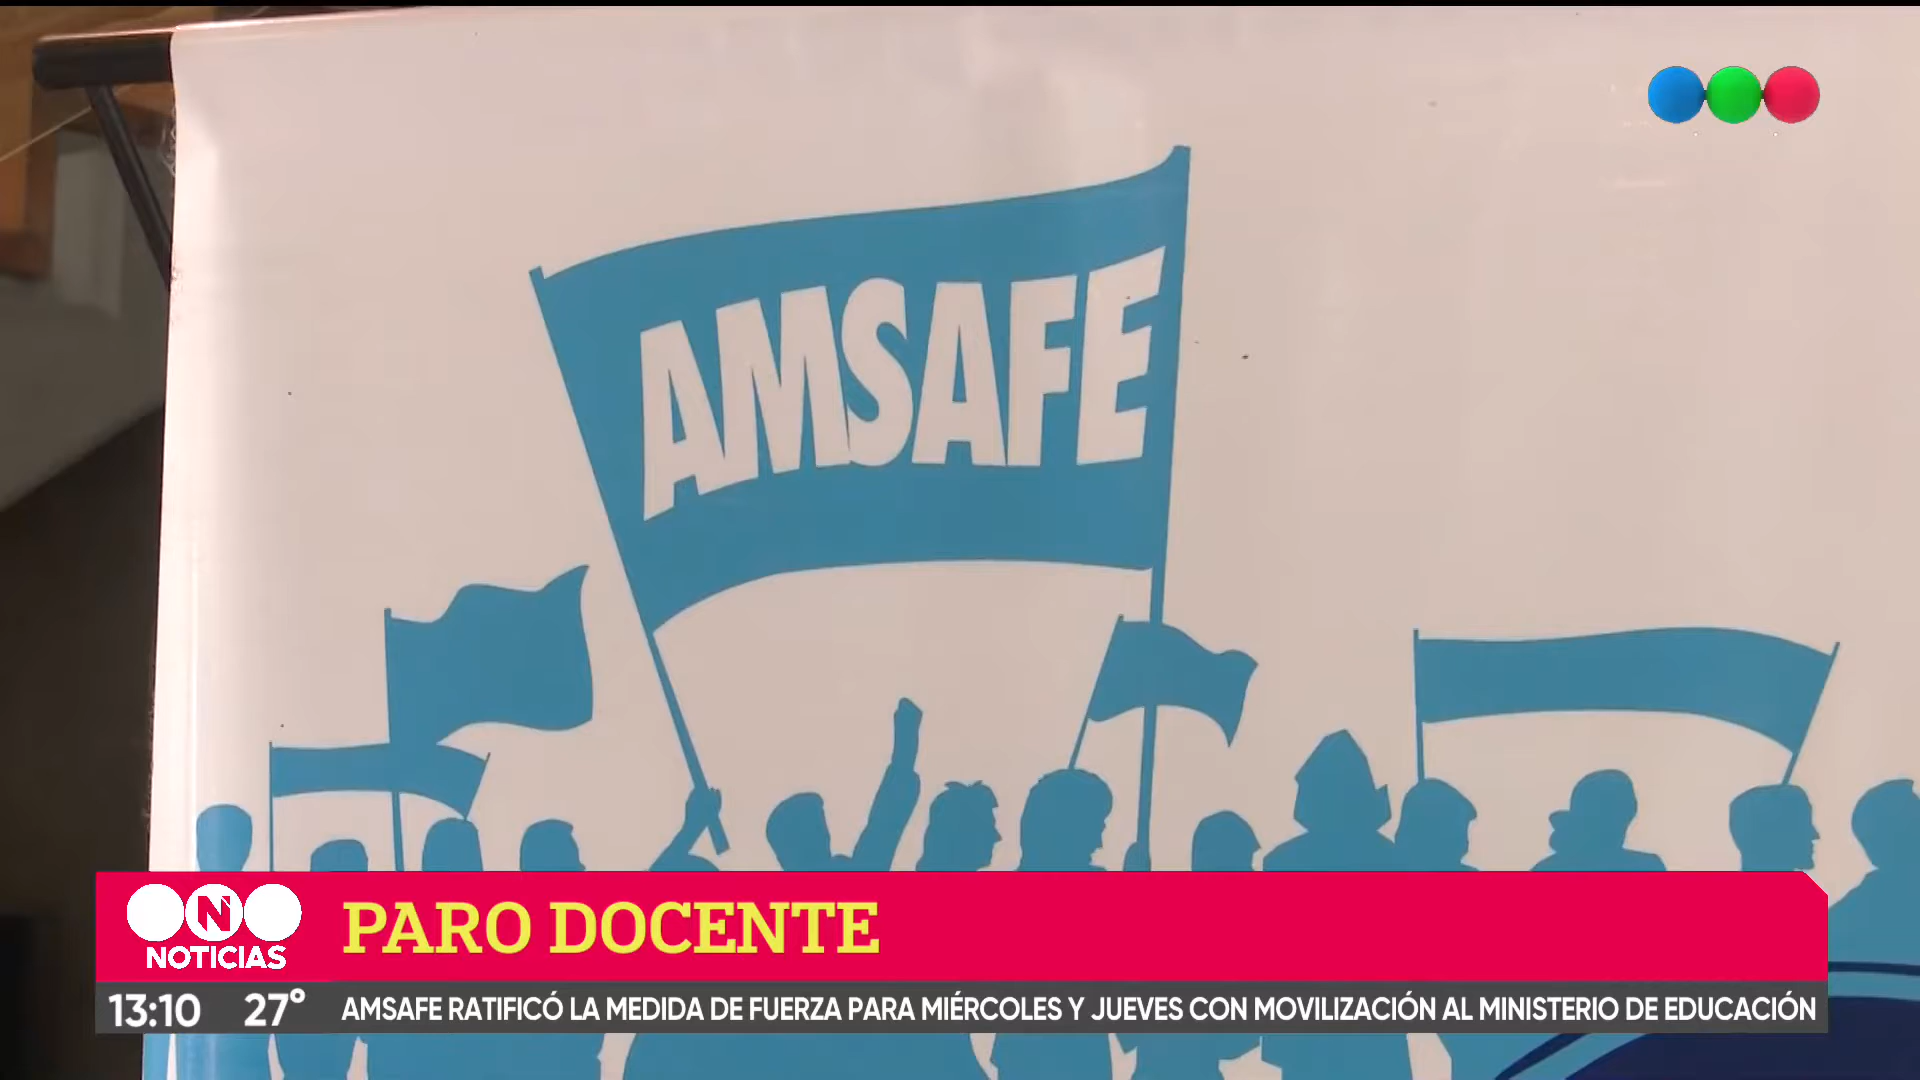 AMSAFE
N
NOTICIAS
PARO DOCENTE
13:10 27°
AMSAFE RATIFICÓ LA MEDIDA DE FUERZA PARA MIÉRCOLES Y JUEVES CON MOVILIZACIÓN AL MINISTERIO DE EDUCACIÓN